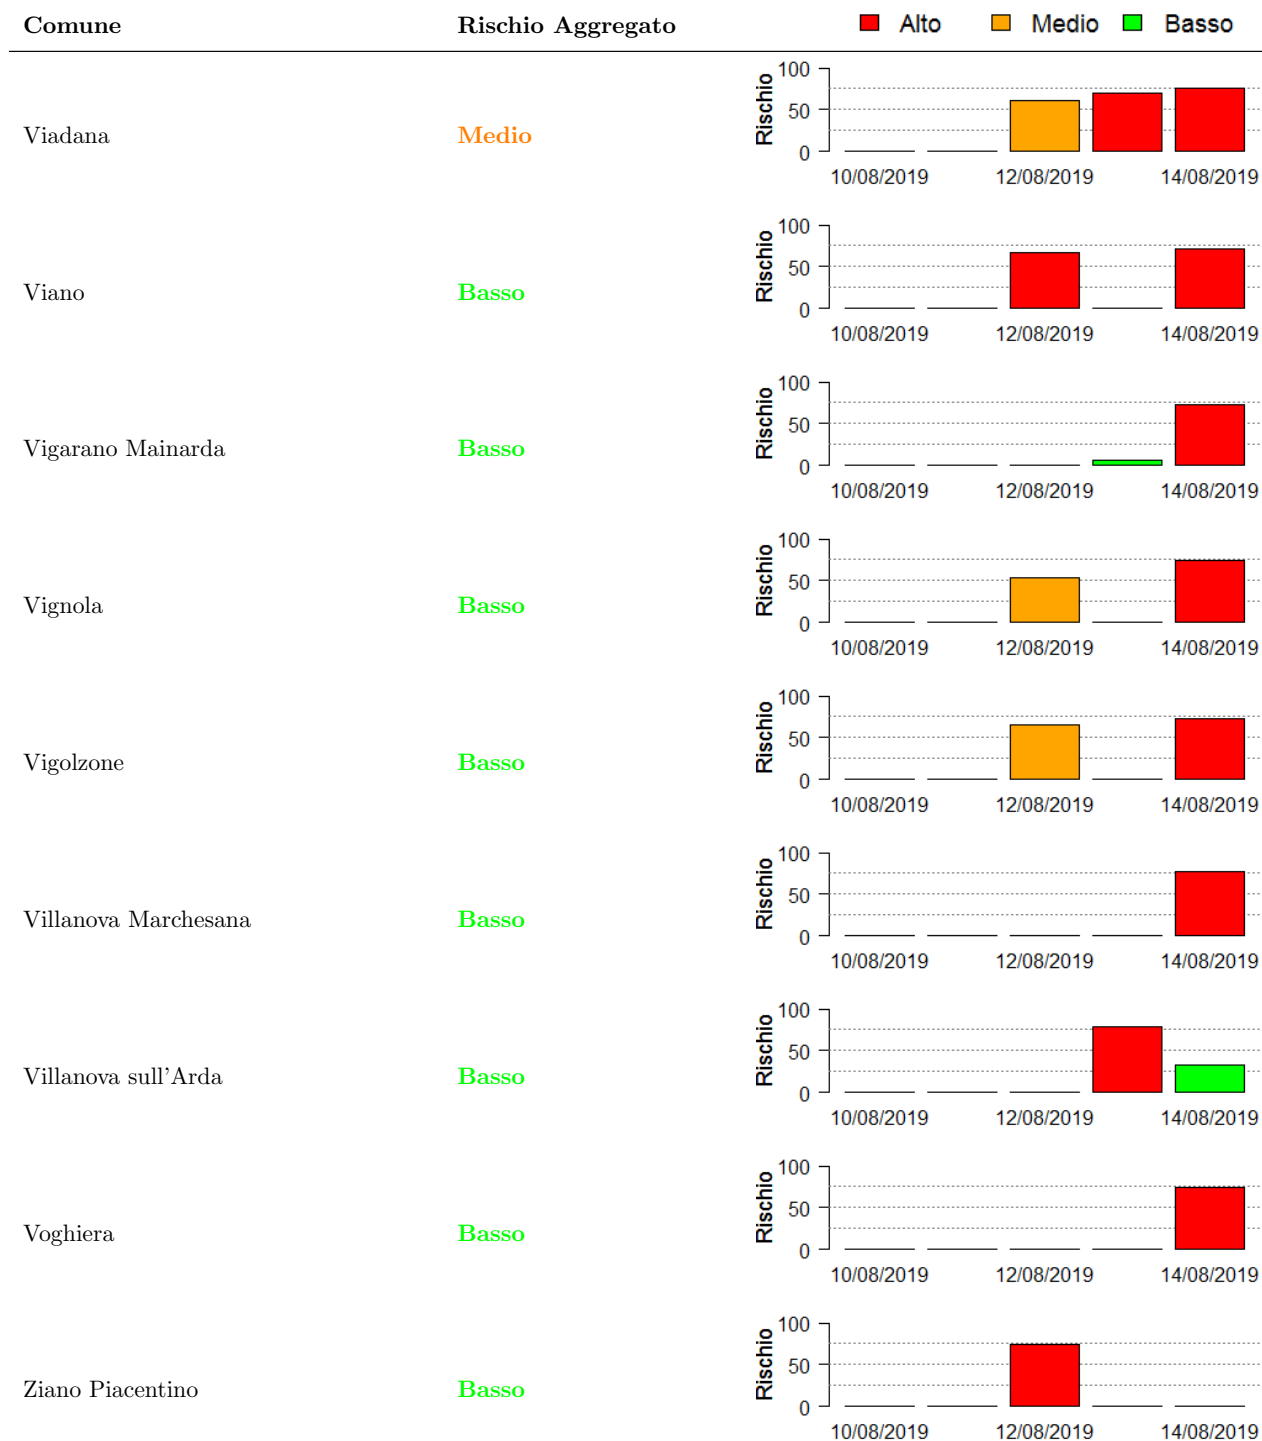 Comune Rischio Aggregato Alto Medio Basso
Viadana Medio
Rischio
100
50
0
10/08/2019 12/08/2019 14/08/2019
Viano Basso
Rischio
100
50
0
10/08/2019 12/08/2019 14/08/2019
Vigarano Mainarda Basso
Rischio
100
50
0
10/08/2019 12/08/2019 14/08/2019
Vignola Basso
Rischio
100
50
0
10/08/2019 12/08/2019 14/08/2019
Vigolzone Basso
Rischio
100
50
0
10/08/2019 12/08/2019 14/08/2019
Villanova Marchesana Basso
Rischio
100
50
0
10/08/2019 12/08/2019 14/08/2019
Villanova sull'Arda Basso
Rischio
100
50
0
10/08/2019 12/08/2019 14/08/2019
Voghiera Basso
Rischio
100
50
0
10/08/2019 12/08/2019 14/08/2019
Ziano Piacentino Basso
Rischio
100
50
0
10/08/2019 12/08/2019 14/08/2019